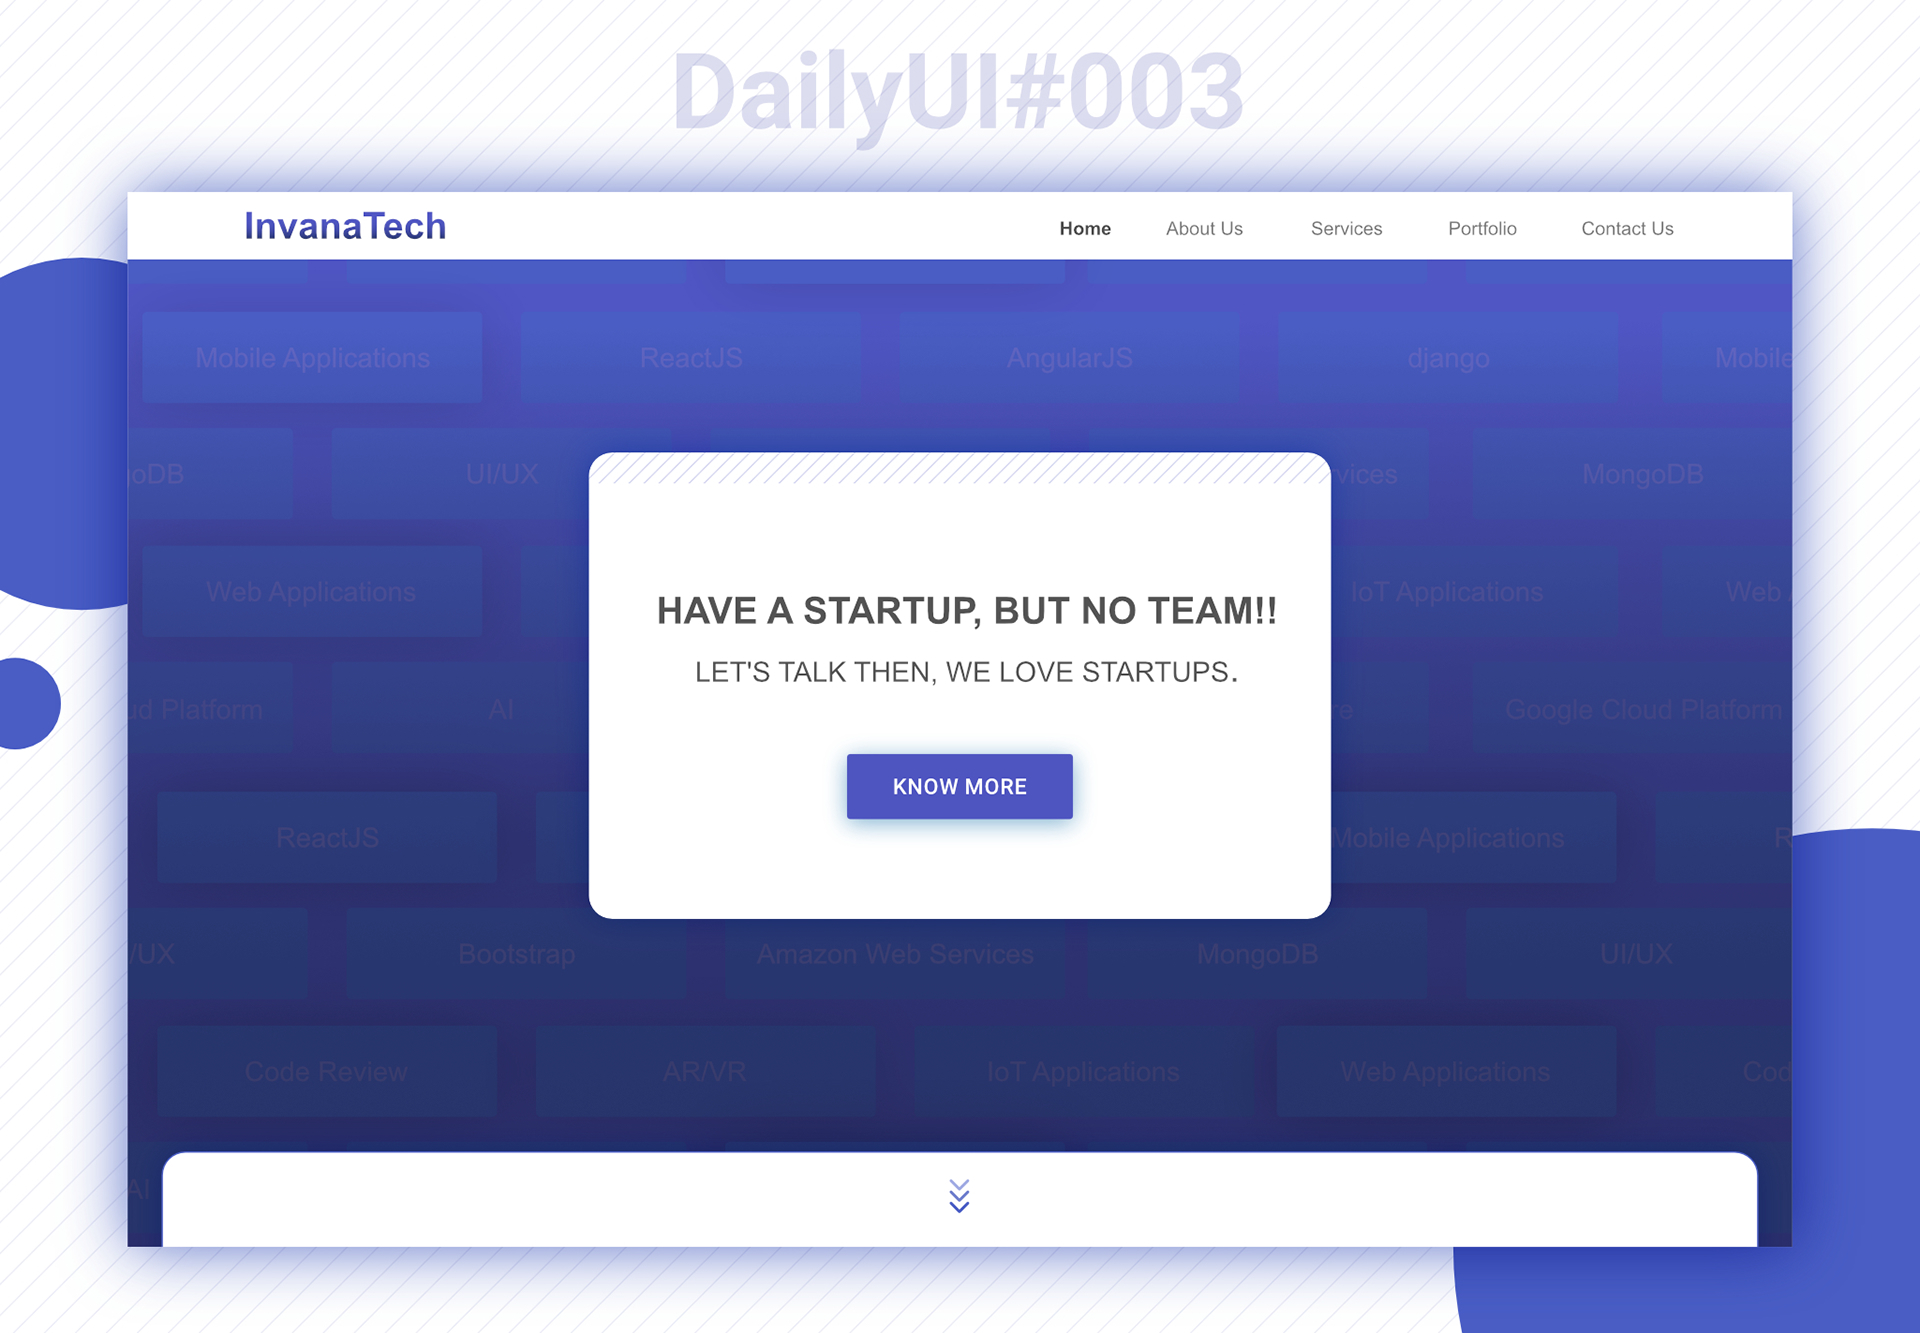 DailyUI#003
InvanaTech
Home About Us Services Portfolio Contact Us
Mobile Applications ReactJS AngularJS django Mobile
oDB UI/UX vices MongoDB
HAVE A STARTUP, BUT NO TEAM!!
LET'S TALK THEN, WE LOVE STARTUPS.
KNOW MORE
Web Applications IoT Applications Web
ud Platform AI re Google Cloud Platform
ReactJS Mobile Applications R
/UX Bootstrap Amazon Web Services MongoDB UI/UX
Code Review AR/VR IoT Applications Web Applications Cod
AI